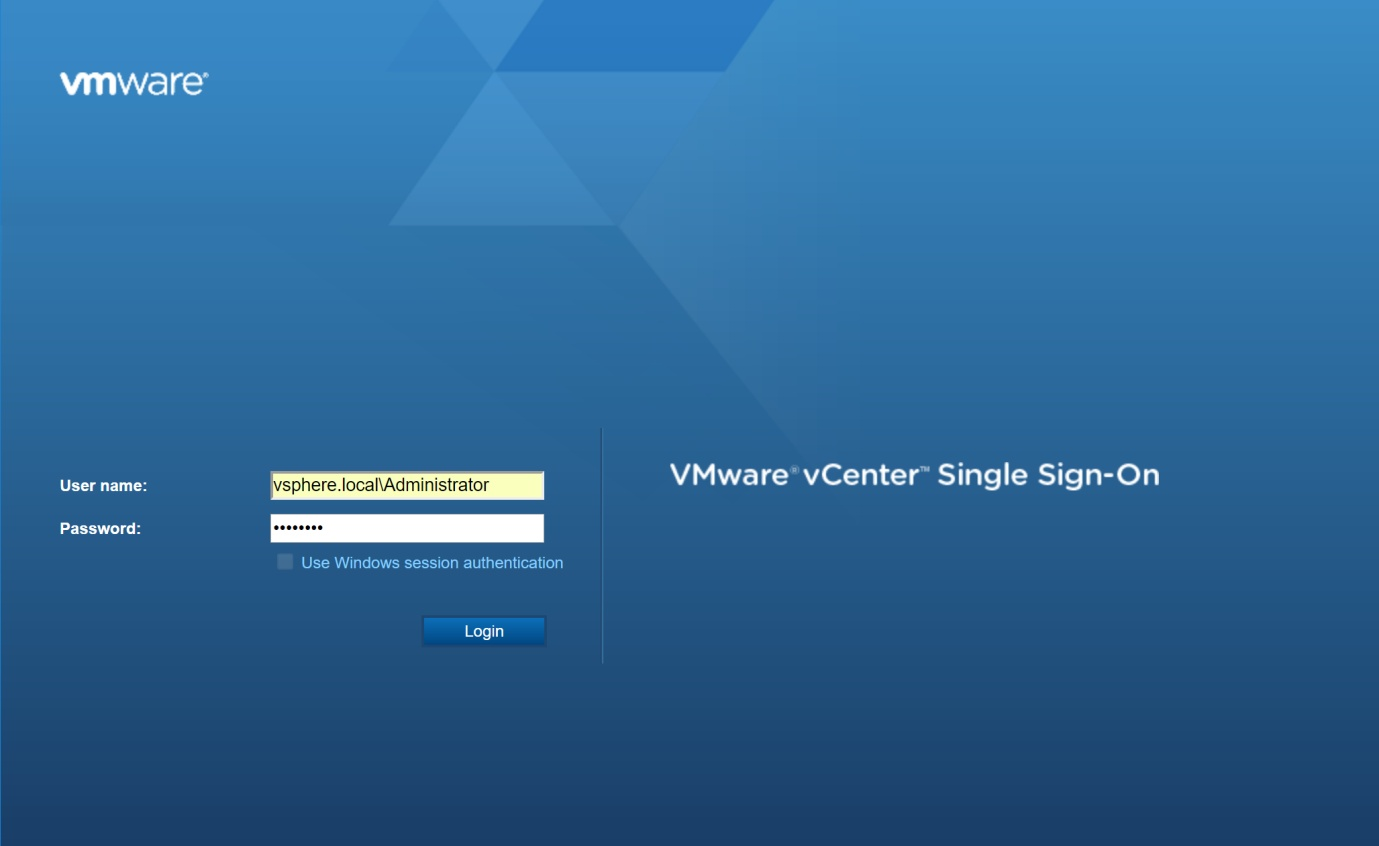 vmware®
User name:
vsphere.local\Administrator
Password:
••••••••
Use Windows session authentication
Login
VMware® vCenter™ Single Sign-On